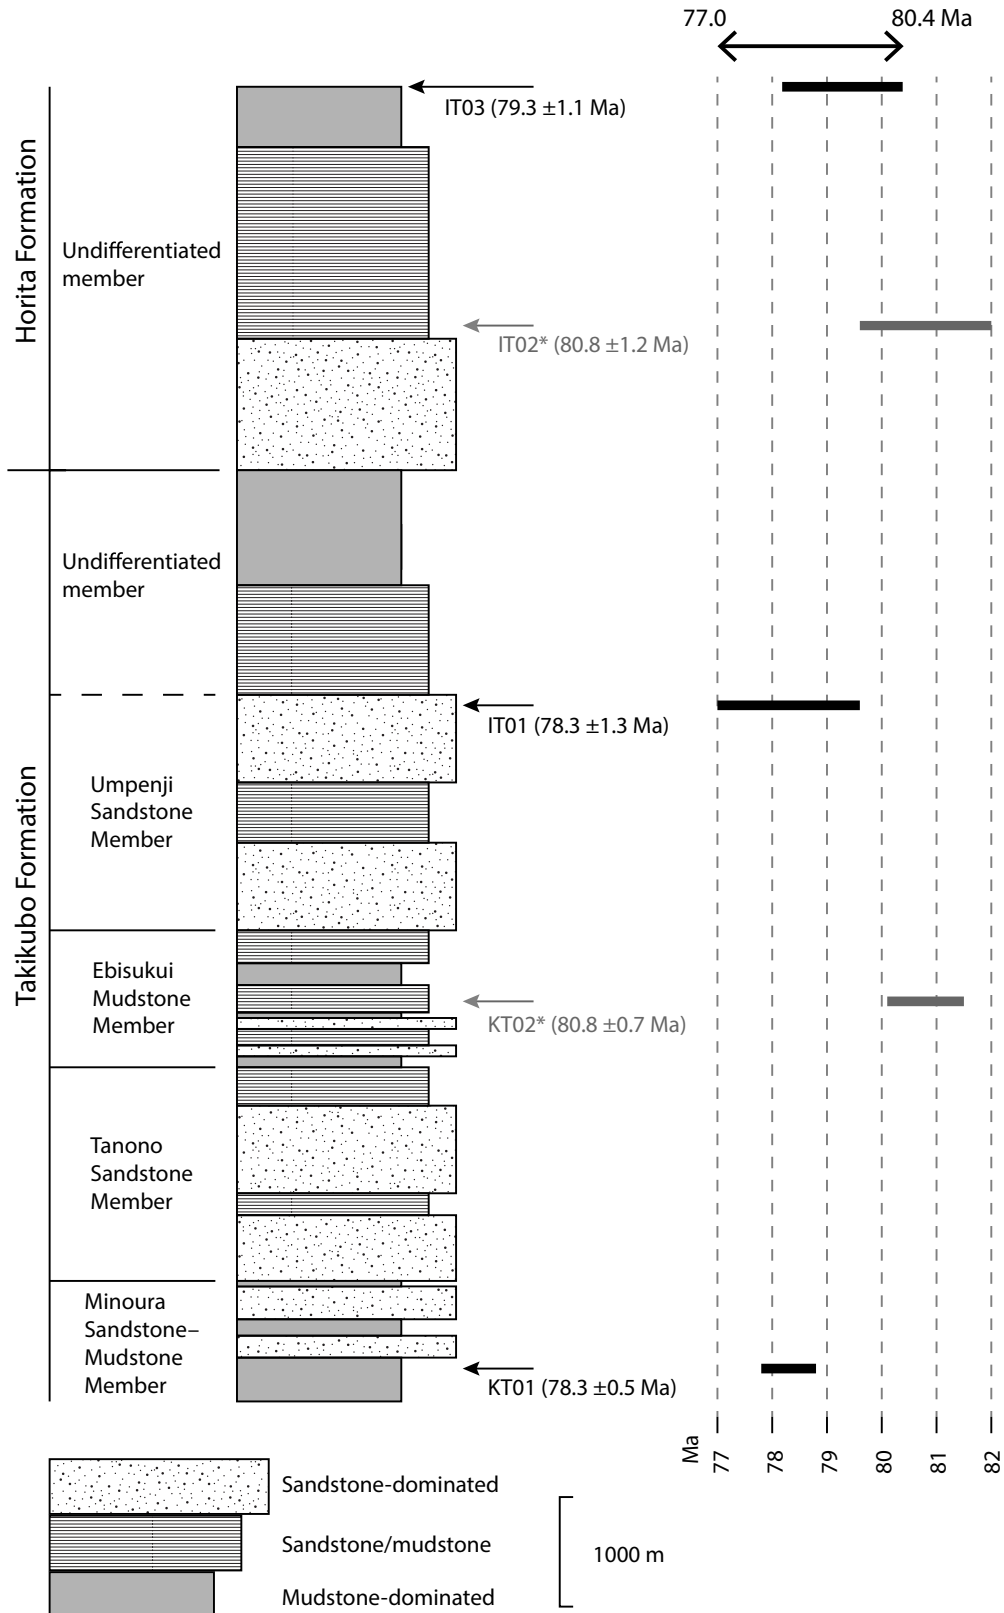 77.0
80.4 Ma
Horita Formation
IT03 (79.3 ±1.1 Ma)
Undifferentiated
member
IT02* (80.8 ±1.2 Ma)
Takikubo Formation
Undifferentiated
member
IT01 (78.3 ±1.3 Ma)
Umpenji
Sandstone
Member
Ebisukui
Mudstone
Member
KT02* (80.8 ±0.7 Ma)
Tanono
Sandstone
Member
Minoura
Sandstone–
Mudstone
Member
KT01 (78.3 ±0.5 Ma)
Ma
77
78
79
80
81
82
Sandstone-dominated
Sandstone/mudstone
Mudstone-dominated
1000 m